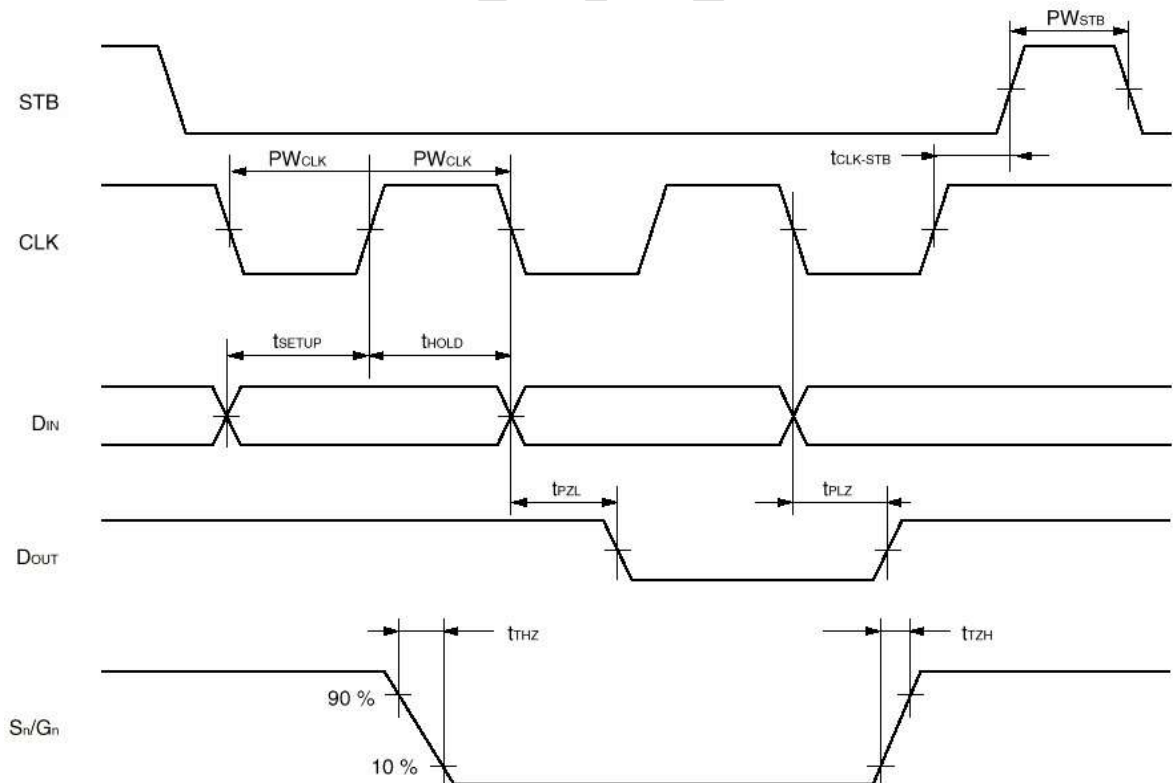 PWSTB
STB
tCLK-STB
PWCLK PWCLK
CLK
tSETUP tHOLD
DIN
tPZL tPLZ
DOUT
tTHZ tTZH
90 %
Sn/Gn
10 %